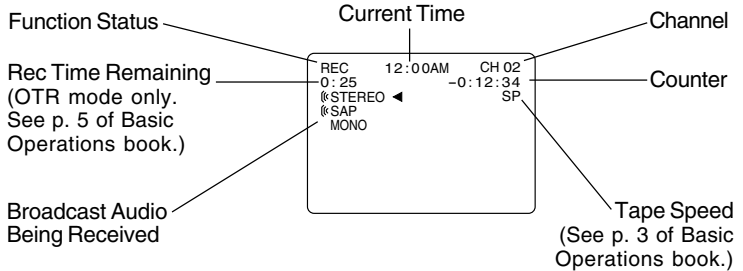 Function Status
Current Time
Channel
Rec Time Remaining
(OTR mode only.
See p. 5 of Basic
Operations book.)
REC 12:00AM CH 02
0:25 -0:12:34
STEREO ◄ SP
SAP
MONO
Counter
Broadcast Audio
Being Received
Tape Speed
(See p. 3 of Basic
Operations book.)